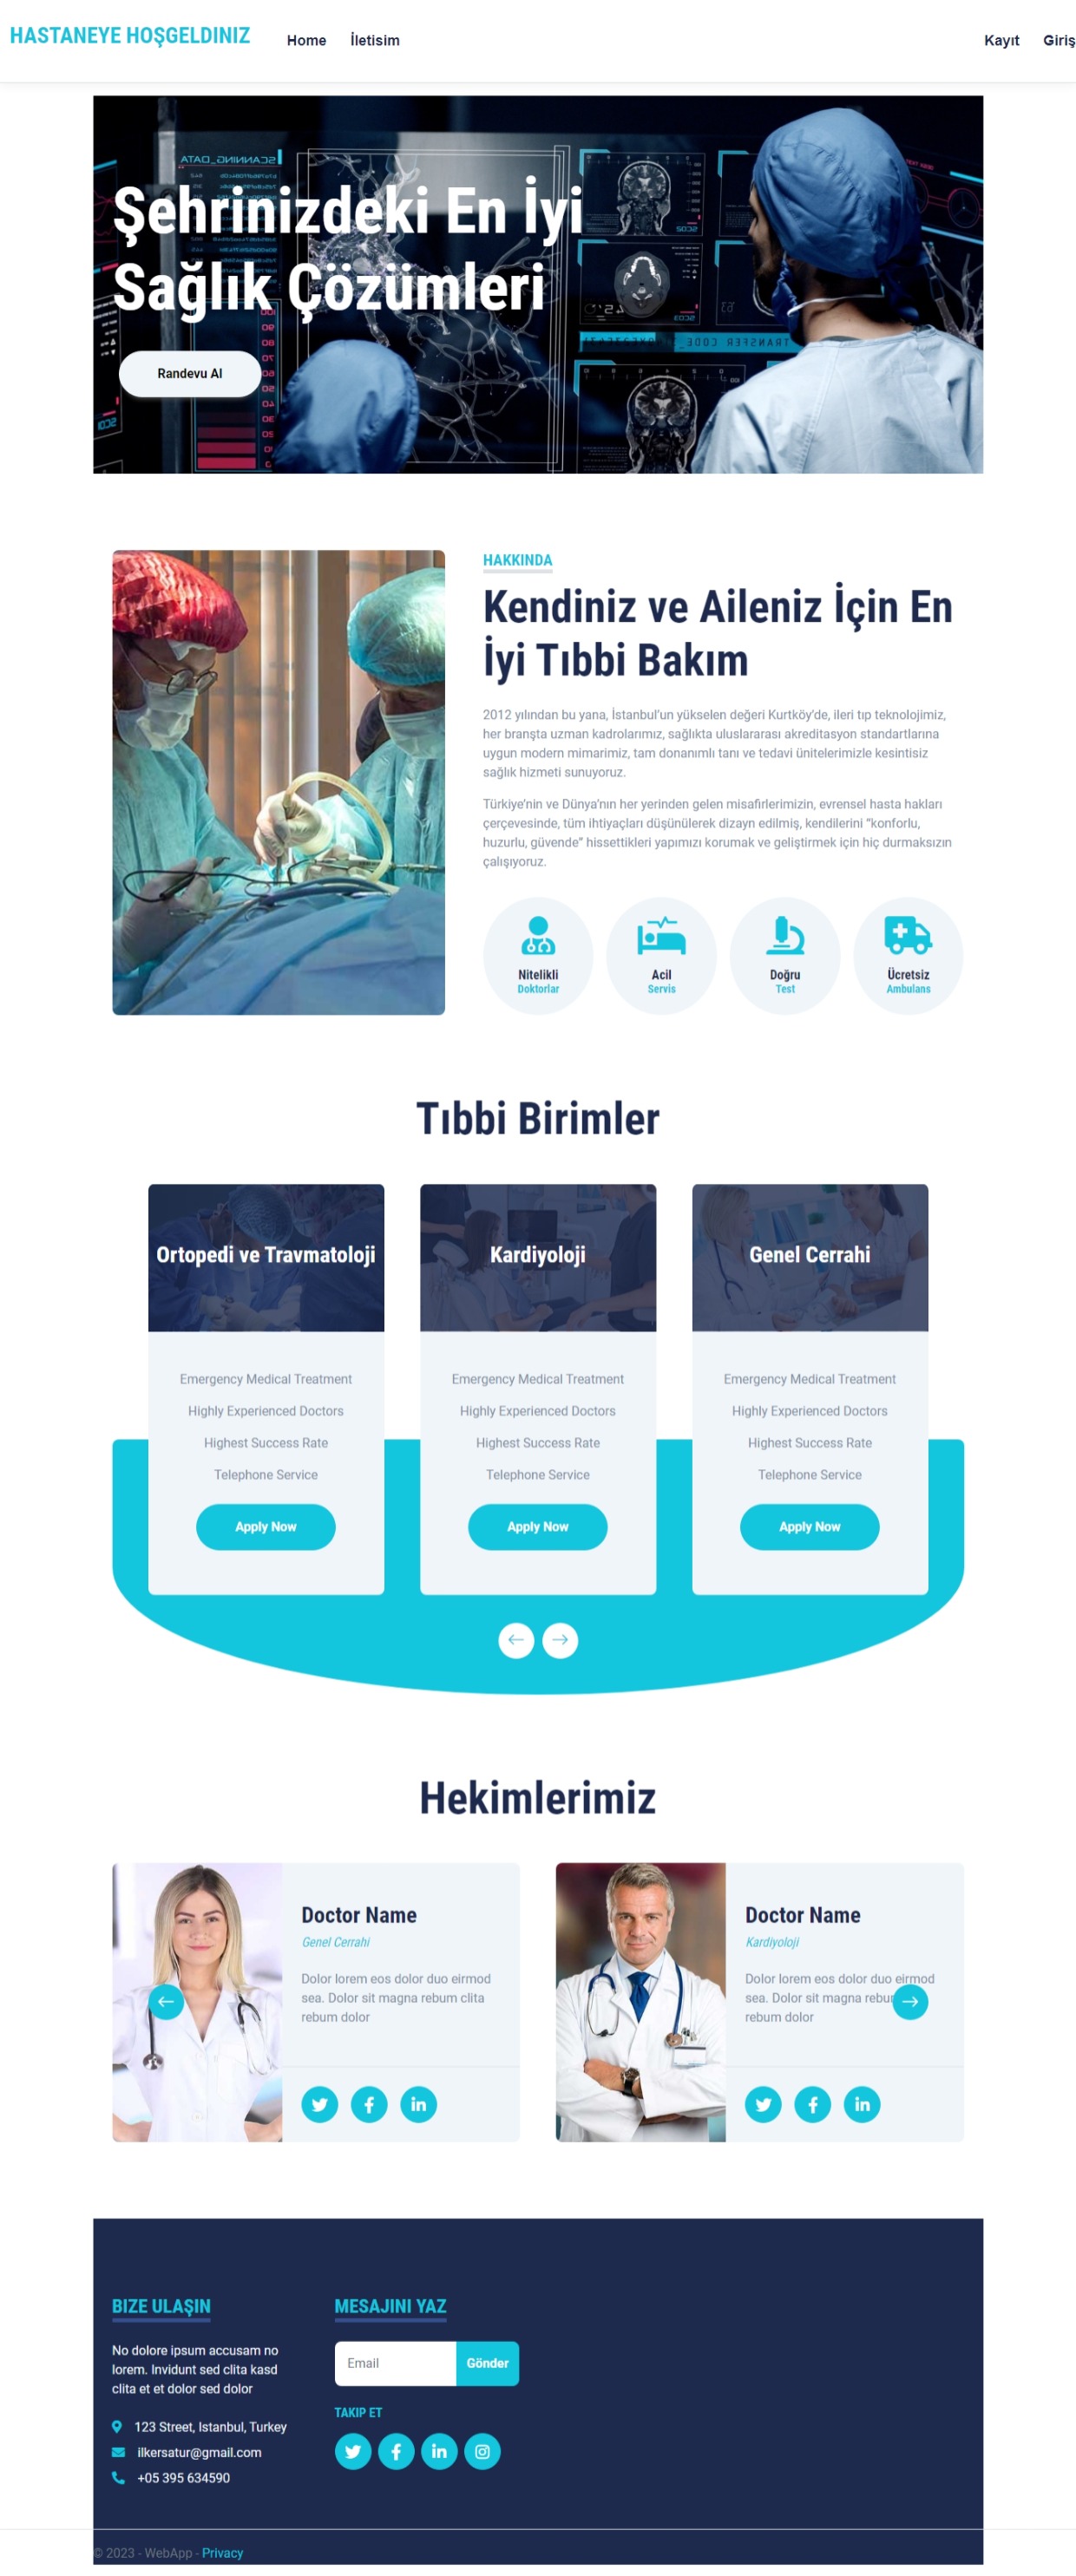 HASTANEYE HOŞGELDINIZ
Home
İletisim
Kayıt
Giriş
SCANNING_DATA
Şehrinizdeki En İyi
Sağlık Çözümleri
Randevu Al
HAKKINDA
Kendiniz ve Aileniz İçin En
İyi Tıbbi Bakım
2012 yılından bu yana, İstanbul'un yükselen değeri Kurtköy'de, ileri tıp teknolojimiz,
her branşta uzman kadrolarımız, sağlıkta uluslararası akreditasyon standartlarına
uygun modern mimarimiz, tam donanımlı tanı ve tedavi ünitelerimizle kesintisiz
sağlık hizmeti sunuyoruz.
Türkiye'nin ve Dünya'nın her yerinden gelen misafirlerimizin, evrensel hasta hakları
çerçevesinde, tüm ihtiyaçları düşünülerek dizayn edilmiş, kendilerini "konforlu,
huzurlu, güvende" hissettikleri yapımızı korumak ve geliştirmek için hiç durmaksızın
çalışıyoruz.
Nitelikli
Doktorlar
Acil
Servis
Doğru
Test
Ücretsiz
Ambulans
Tıbbi Birimler
Ortopedi ve Travmatoloji
Emergency Medical Treatment
Highly Experienced Doctors
Highest Success Rate
Telephone Service
Apply Now
Kardiyoloji
Emergency Medical Treatment
Highly Experienced Doctors
Highest Success Rate
Telephone Service
Apply Now
Genel Cerrahi
Emergency Medical Treatment
Highly Experienced Doctors
Highest Success Rate
Telephone Service
Apply Now
Hekimlerimiz
Doctor Name
Genel Cerrahi
Dolor lorem eos dolor duo eirmod
sea. Dolor sit magna rebum clita
rebum dolor
Doctor Name
Kardiyoloji
Dolor lorem eos dolor duo eirmod
sea. Dolor sit magna
rebum dolor
BIZE ULAŞIN
No dolore ipsum accusam no
lorem. Invidunt sed clita kasd
clita et et dolor sed dolor
123 Street, Istanbul, Turkey
ilkersatur@gmail.com
+05 395 634590
MESAJINI YAZ
Email
Gönder
TAKIP ET
© 2023 - WebApp - Privacy